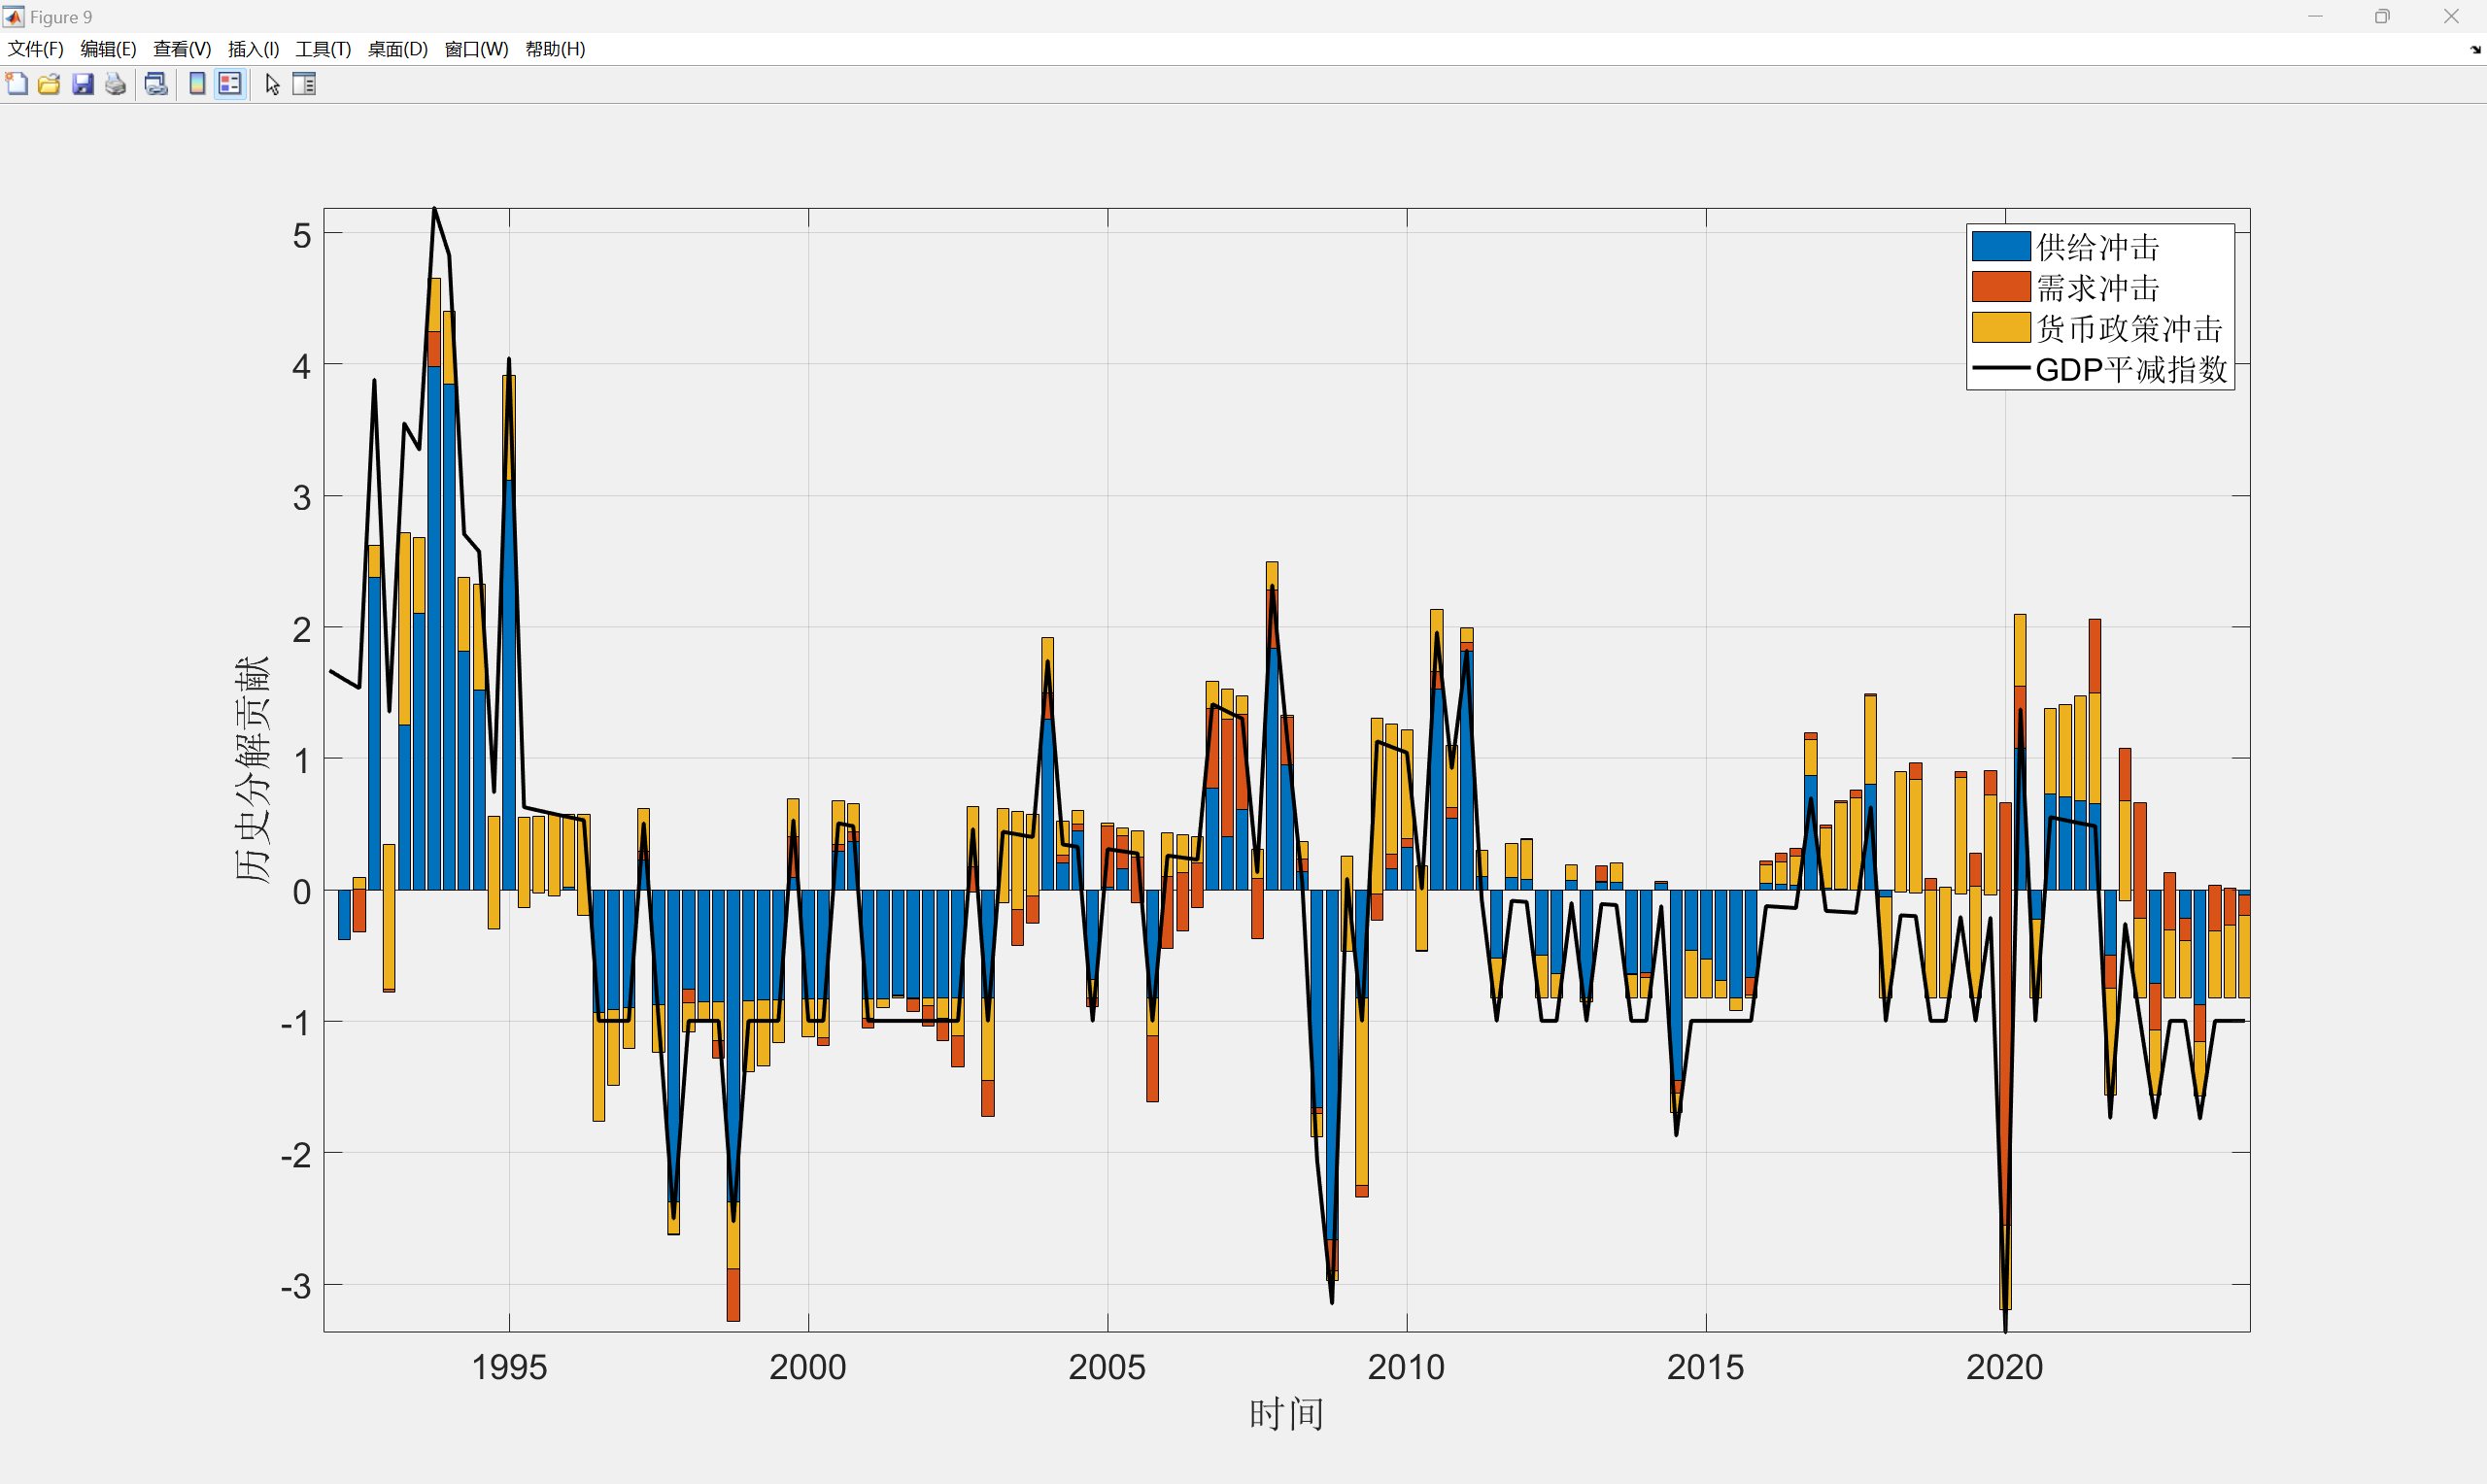 Figure 9
文件(F) 编辑(E) 查看(V) 插入(I) 工具(T) 桌面(D) 窗口(W) 帮助(H)
供给冲击
需求冲击
货币政策冲击
GDP平减指数
5
4
3
2
1
0
-1
-2
-3
历史分解贡献
1995 2000 2005 2010 2015 2020
时间